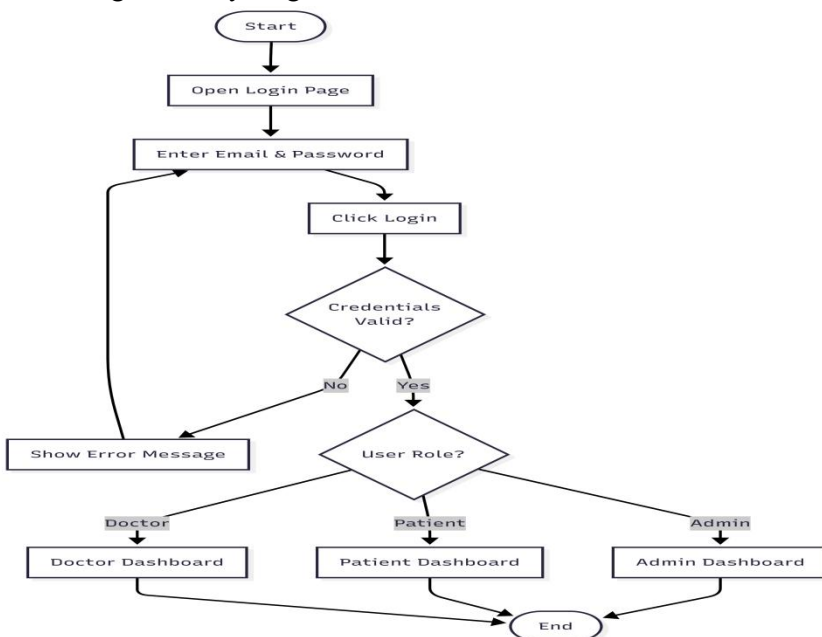 Start
Open Login Page
Enter Email & Password
Click Login
Credentials
Valid?
No
Yes
Show Error Message
User Role?
Doctor
Patient
Admin
Doctor Dashboard
Patient Dashboard
Admin Dashboard
End